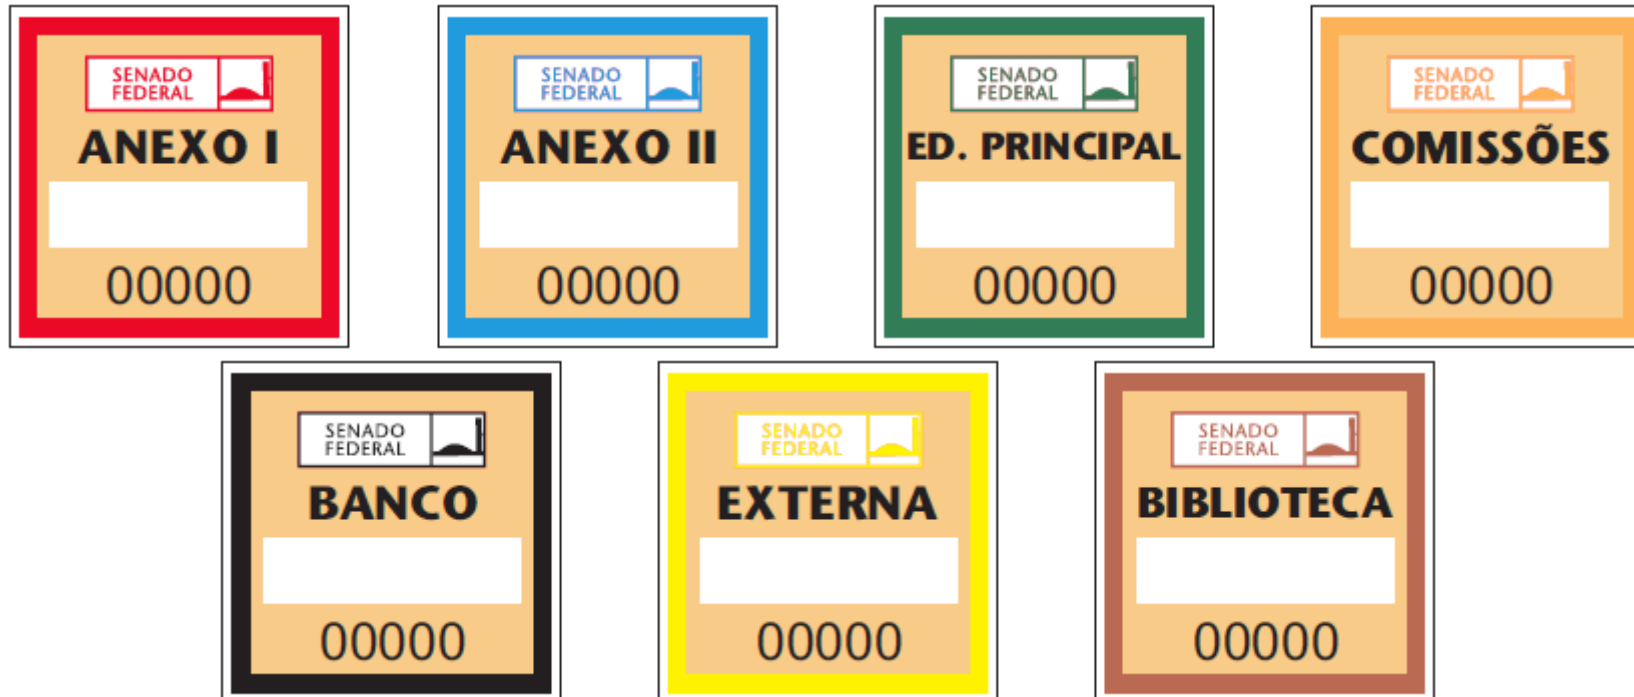 SENADO
FEDERAL
ANEXO I
00000
SENADO
FEDERAL
ANEXO II
00000
SENADO
FEDERAL
ED. PRINCIPAL
00000
SENADO
FEDERAL
COMISSÕES
00000
SENADO
FEDERAL
BANCO
00000
SENADO
FEDERAL
EXTERNA
00000
SENADO
FEDERAL
BIBLIOTECA
00000